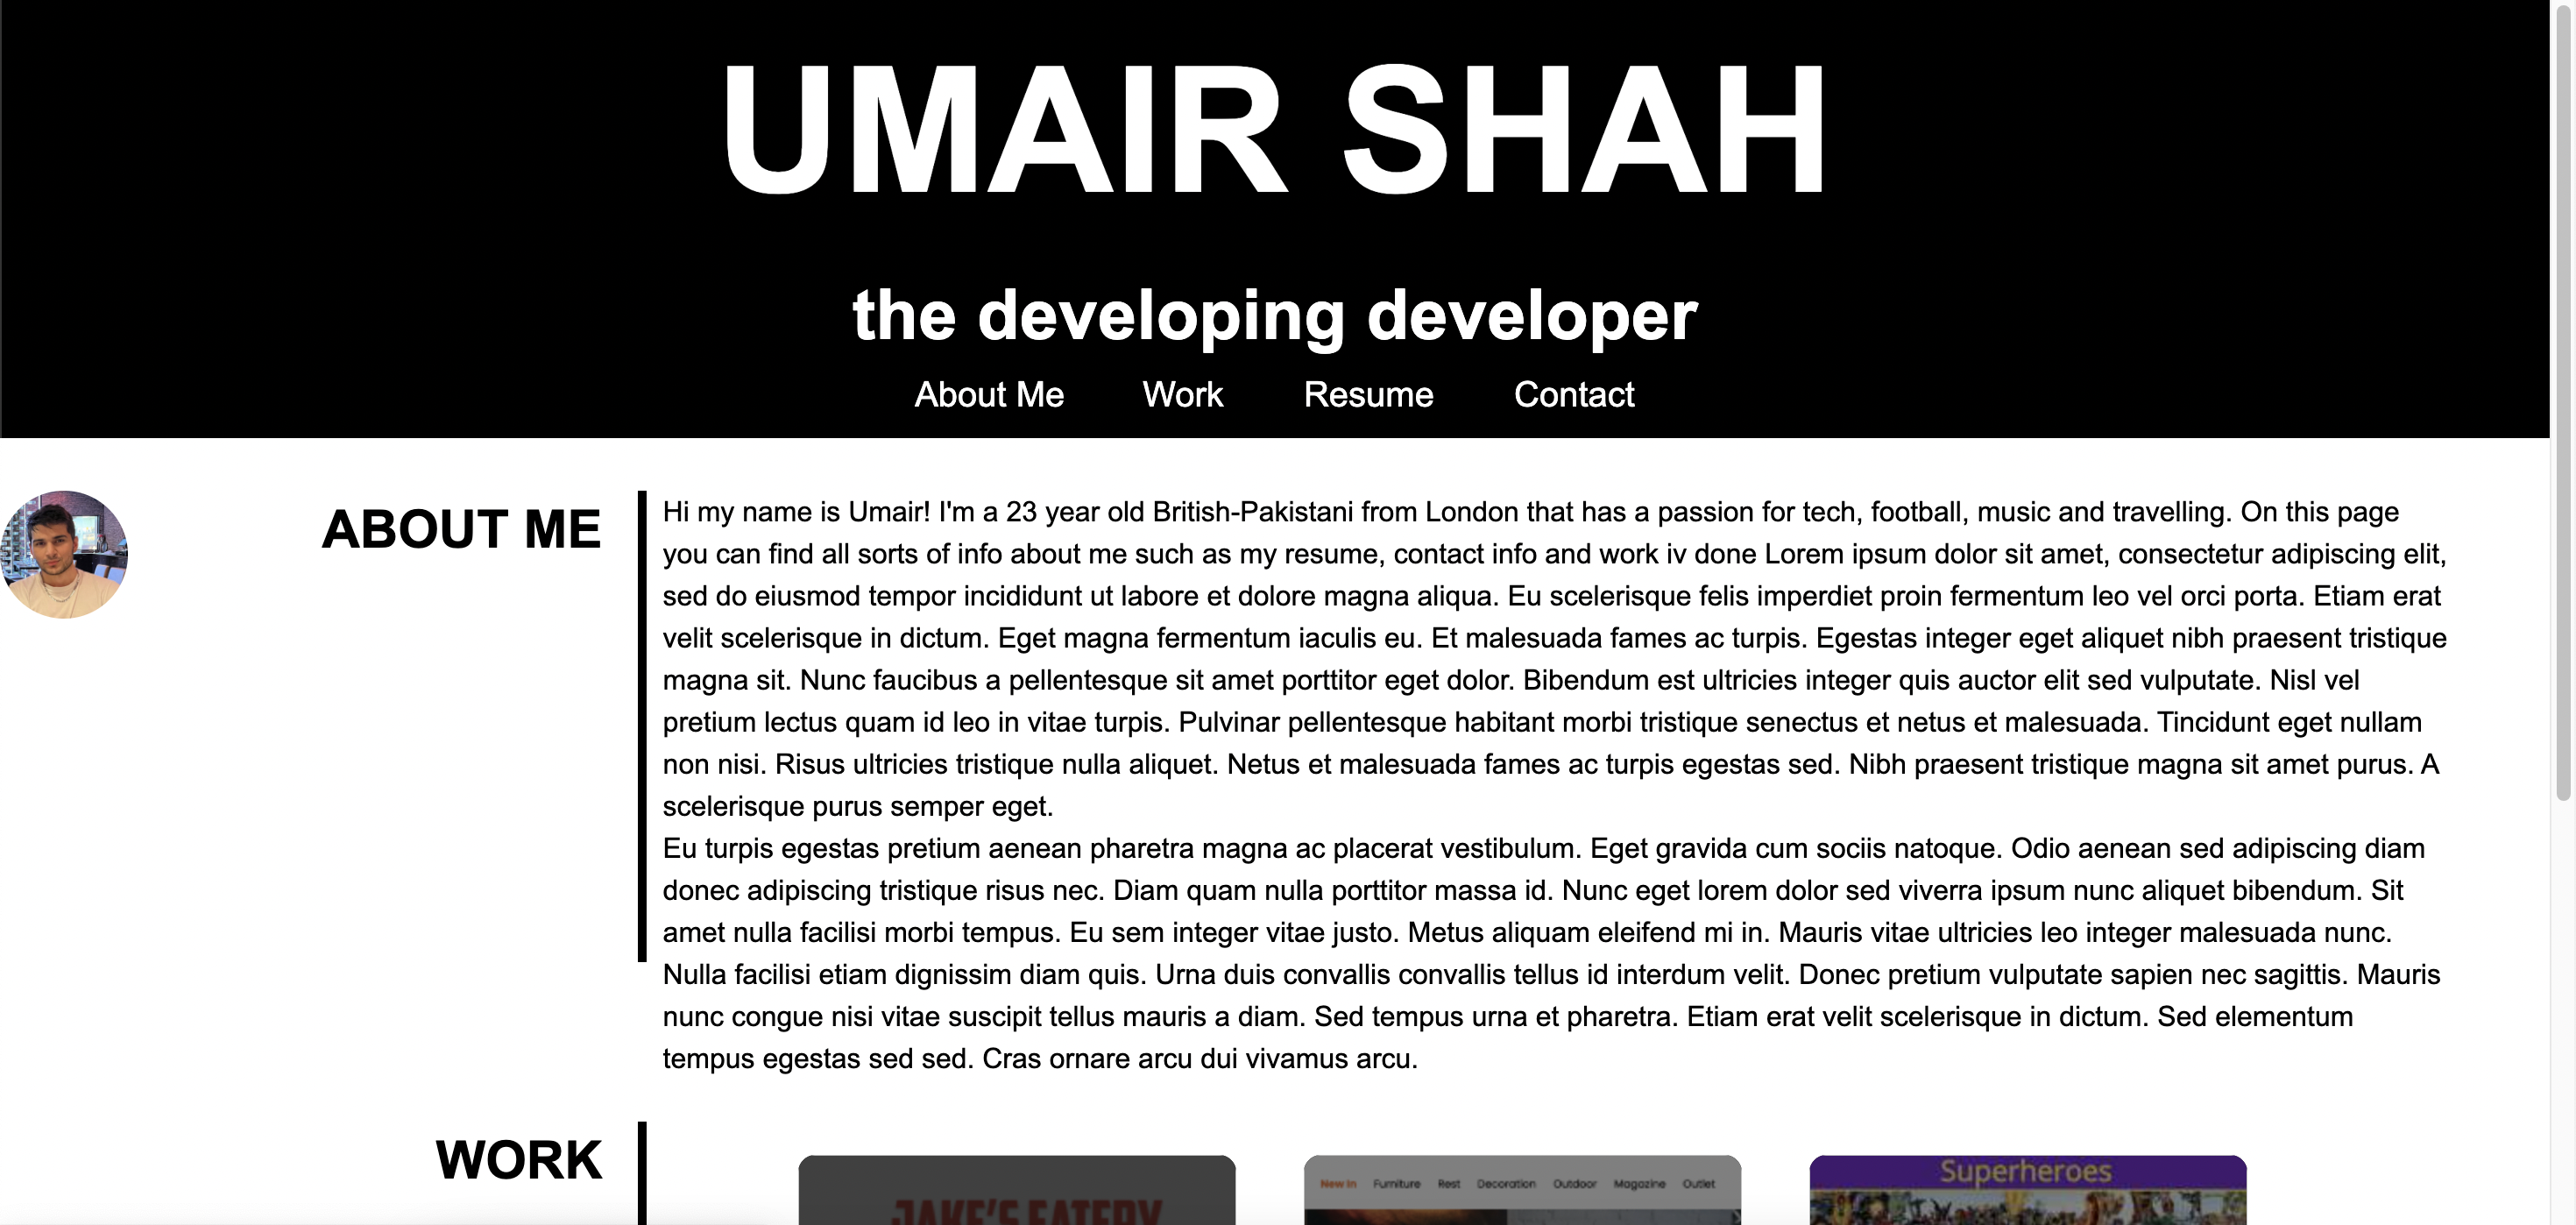 UMAIR SHAH
the developing developer
About Me Work Resume Contact
ABOUT ME
Hi my name is Umair! I'm a 23 year old British-Pakistani from London that has a passion for tech, football, music and travelling. On this page
you can find all sorts of info about me such as my resume, contact info and work iv done Lorem ipsum dolor sit amet, consectetur adipiscing elit,
sed do eiusmod tempor incididunt ut labore et dolore magna aliqua. Eu scelerisque felis imperdiet proin fermentum leo vel orci porta. Etiam erat
velit scelerisque in dictum. Eget magna fermentum iaculis eu. Et malesuada fames ac turpis. Egestas integer eget aliquet nibh praesent tristique
magna sit. Nunc faucibus a pellentesque sit amet porttitor eget dolor. Bibendum est ultricies integer quis auctor elit sed vulputate. Nisl vel
pretium lectus quam id leo in vitae turpis. Pulvinar pellentesque habitant morbi tristique senectus et netus et malesuada. Tincidunt eget nullam
non nisi. Risus ultricies tristique nulla aliquet. Netus et malesuada fames ac turpis egestas sed. Nibh praesent tristique magna sit amet purus. A
scelerisque purus semper eget.
Eu turpis egestas pretium aenean pharetra magna ac placerat vestibulum. Eget gravida cum sociis natoque. Odio aenean sed adipiscing diam
donec adipiscing tristique risus nec. Diam quam nulla porttitor massa id. Nunc eget lorem dolor sed viverra ipsum nunc aliquet bibendum. Sit
amet nulla facilisi morbi tempus. Eu sem integer vitae justo. Metus aliquam eleifend mi in. Mauris vitae ultricies leo integer malesuada nunc.
Nulla facilisi etiam dignissim diam quis. Urna duis convallis convallis tellus id interdum velit. Donec pretium vulputate sapien nec sagittis. Mauris
nunc congue nisi vitae suscipit tellus mauris a diam. Sed tempus urna et pharetra. Etiam erat velit scelerisque in dictum. Sed elementum
tempus egestas sed sed. Cras ornare arcu dui vivamus arcu.
WORK
JAKE'S EATERY
New In Furniture Rest Decoration Outdoor Magazine Outlet
Superheroes